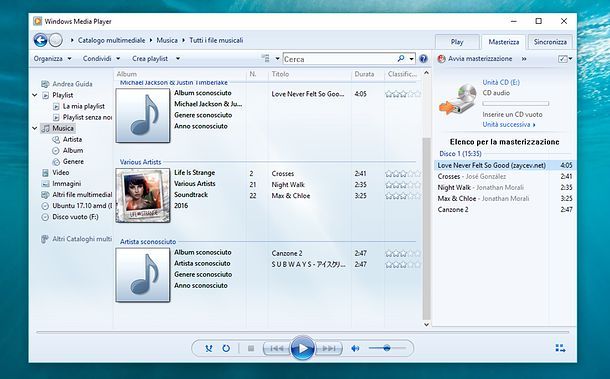 Windows Media Player
Catalogo multimediale Musica Tutti i file musicali
Play Masterizza Sincronizza
Organizza Condividi Crea playlist Cerca Avvia masterizzazione
Album N. Titolo Durata Classific...
Andrea Guida
Playlist
La mia playlist
Playlist senza nor
Musica
Artista
Album
Genere
Video
Immagini
Altri file multimedial
Ubuntu 17.10 amd (I
Disco vuoto (F:)
Altri Cataloghi multi
Michael Jackson & Justin Timberlake
Album sconosciuto Love Never Felt So Goo... 4:05
Michael Jackson & Ju...
Genere sconosciuto
Anno sconosciuto
Various Artists
Life Is Strange 2 Crosses 2:41
Various Artists 21 Night Walk 2:35
Soundtrack 22 Max & Chloe 2:35
2016
LIFE IS STRANGE
Artista sconosciuto
Album sconosciuto Canzone 2 2:47
Artista sconosciuto S U B W A Y S - アイスクリ... 2:47
Genere sconosciuto
Anno sconosciuto
Unità CD (E:)
CD audio
Inserire un CD vuoto
Unità successiva
Elenco per la masterizzazione
Disco 1 (15:35)
Love Never Felt So Good (zaycev.net) 4:05
Crosses - José González 2:41
Night Walk - Jonathan Morali 2:35
Max & Chloe - Jonathan Morali 2:35
Canzone 2 2:47